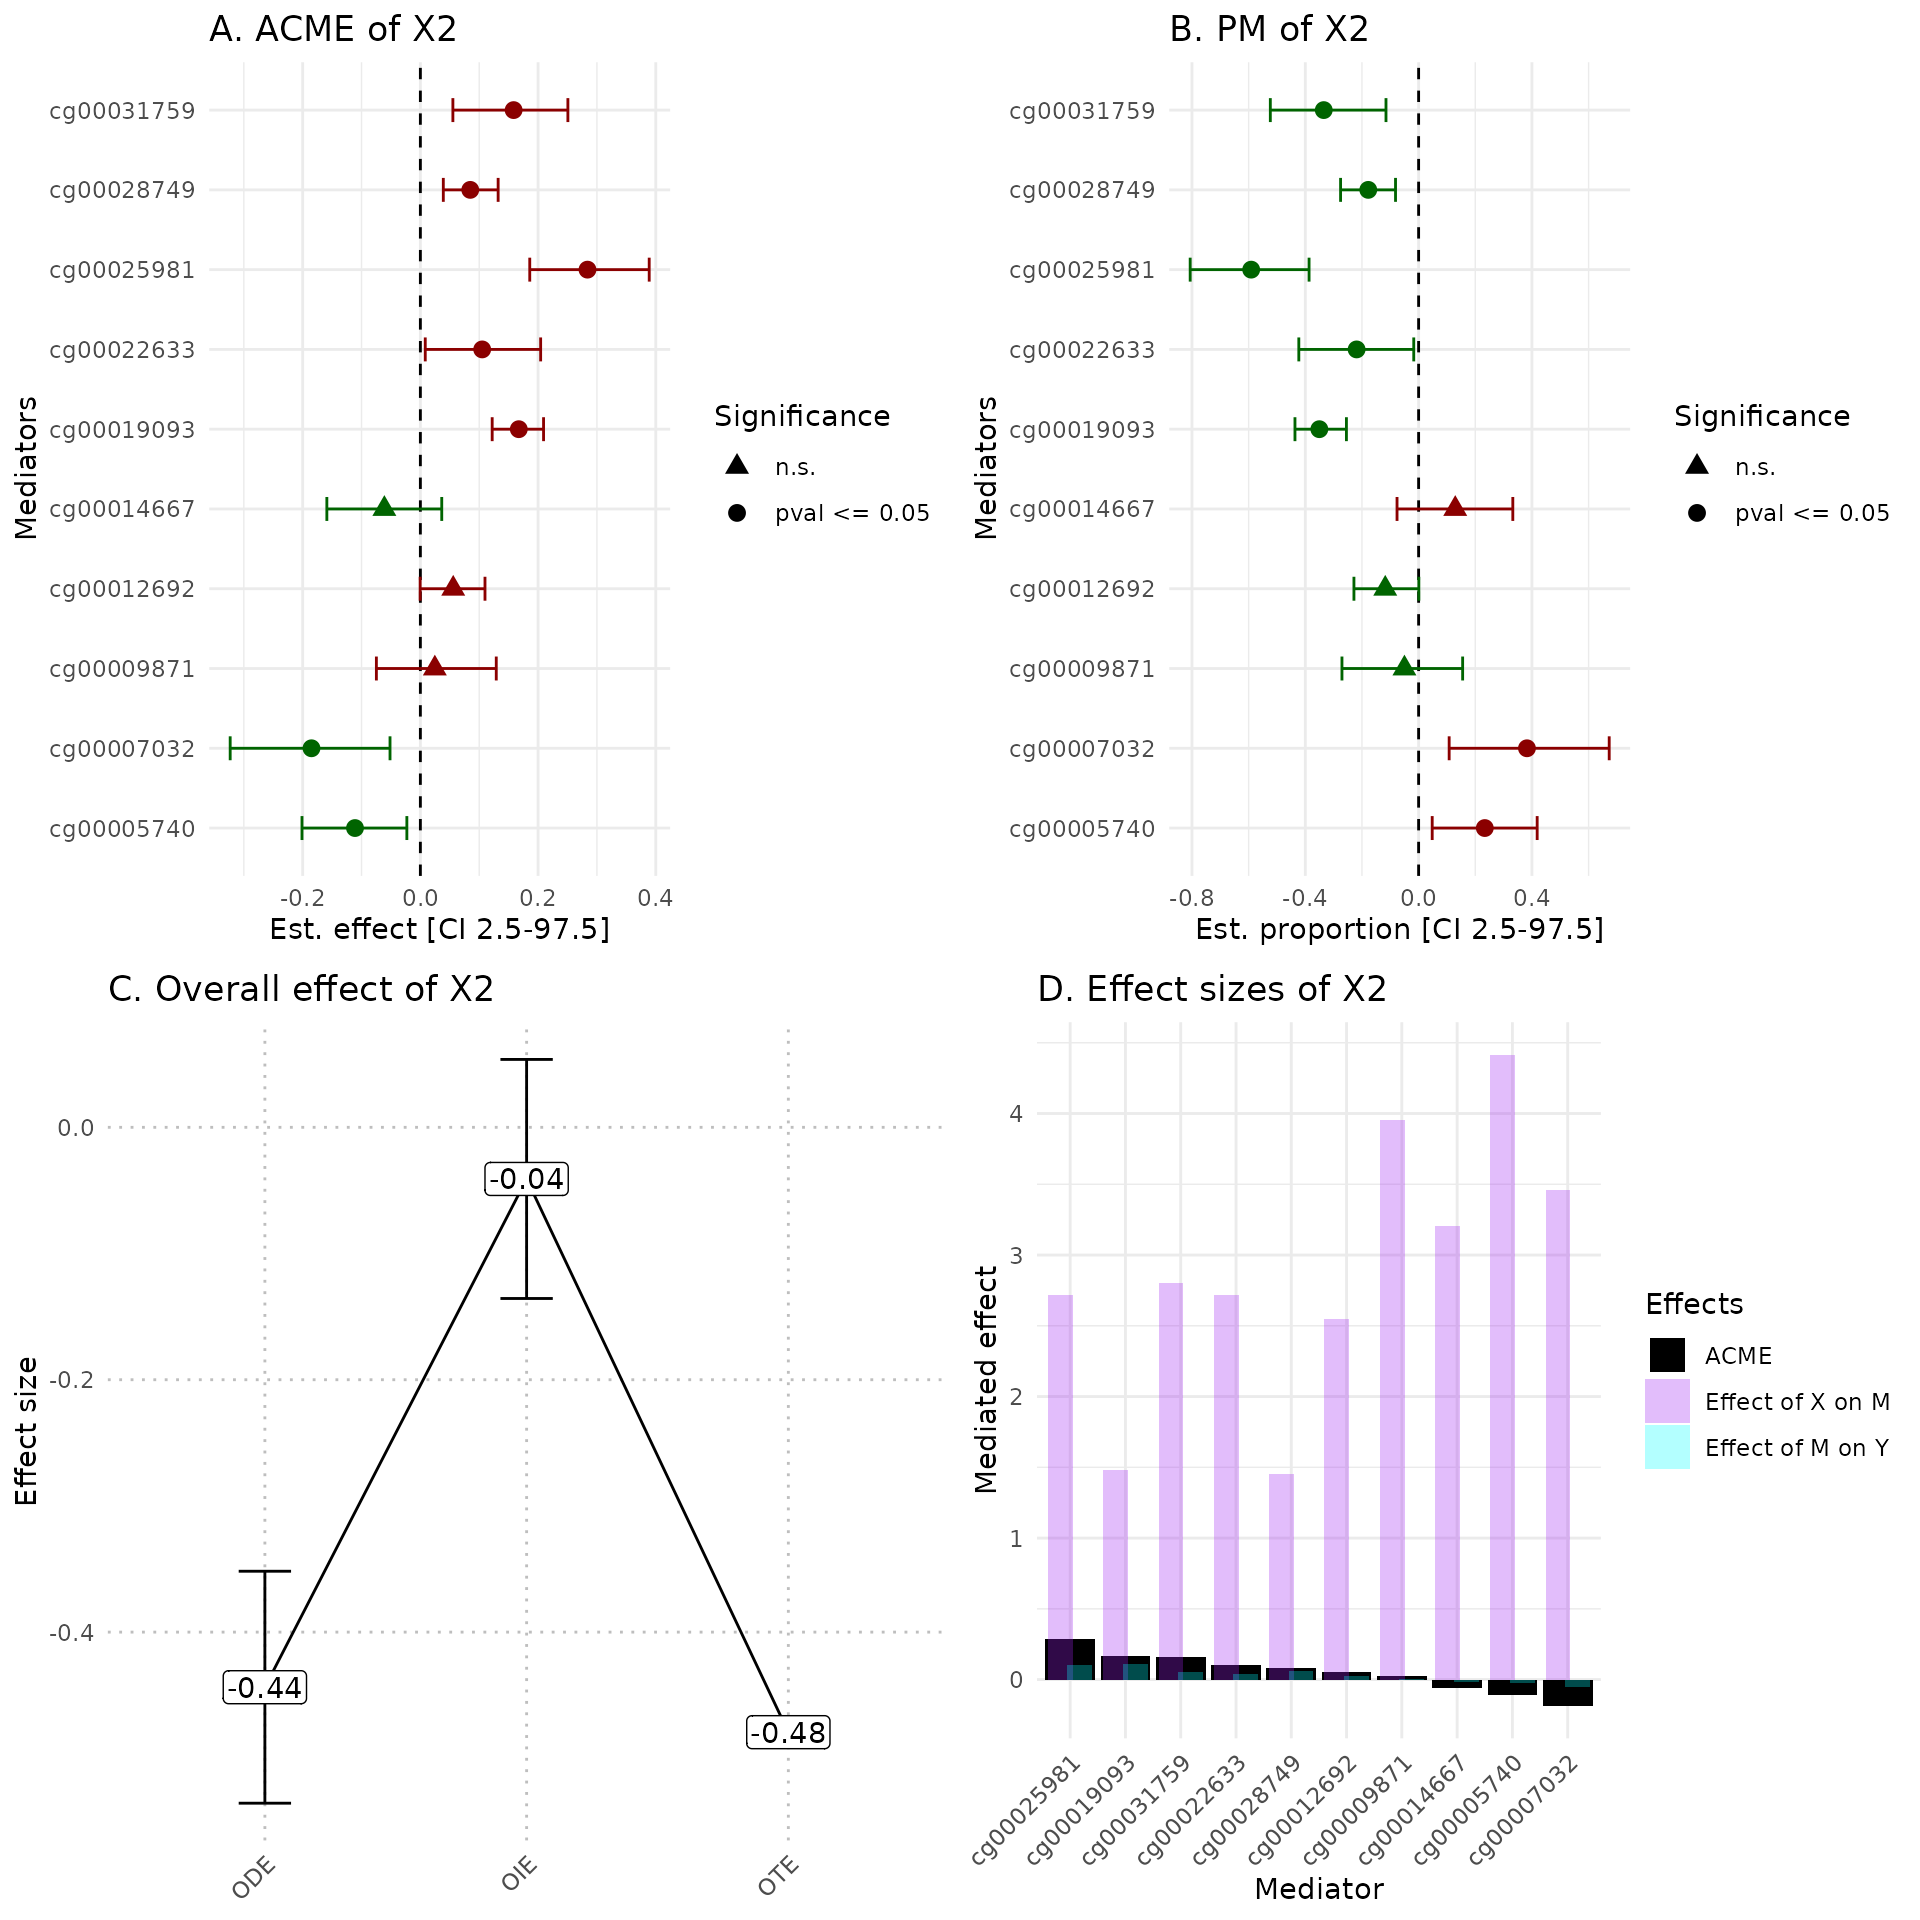 A. ACME of X2
Mediators
cg00031759
cg00028749
cg00025981
cg00022633
cg00019093
cg00014667
cg00012692
cg00009871
cg00007032
cg00005740
-0.2
0.0
0.2
0.4
Est. effect [CI 2.5-97.5]
Significance
n.s.
pval <= 0.05
B. PM of X2
Mediators
cg00031759
cg00028749
cg00025981
cg00022633
cg00019093
cg00014667
cg00012692
cg00009871
cg00007032
cg00005740
-0.8
-0.4
0.0
0.4
Est. proportion [CI 2.5-97.5]
Significance
n.s.
pval <= 0.05
C. Overall effect of X2
Effect size
0.0
-0.2
-0.4
-0.44
-0.04
-0.48
ODE
OIE
OTE
D. Effect sizes of X2
Mediated effect
4
3
2
1
0
cg00025981
cg00019093
cg00031759
cg00022633
cg00028749
cg00012692
cg00009871
cg00014667
cg00005740
cg00007032
Mediator
Effects
ACME
Effect of X on M
Effect of M on Y